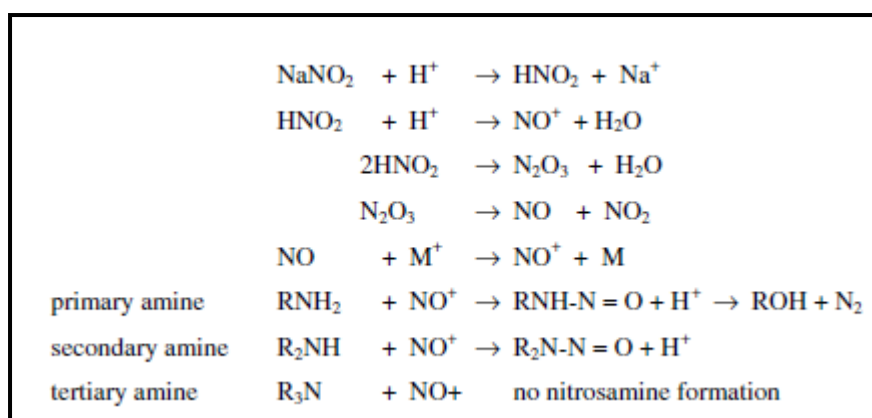 NaNO₂ + H⁺ → HNO₂ + Na⁺
HNO₂ + H⁺ → NO⁺ + H₂O
2HNO₂ → N₂O₃ + H₂O
N₂O₃ → NO + NO₂
NO + M⁺ → NO⁺ + M
primary amine RNH₂ + NO⁺ → RNH-N = O + H⁺ → ROH + N₂
secondary amine R₂NH + NO⁺ → R₂N-N = O + H⁺
tertiary amine R₃N + NO+ no nitrosamine formation